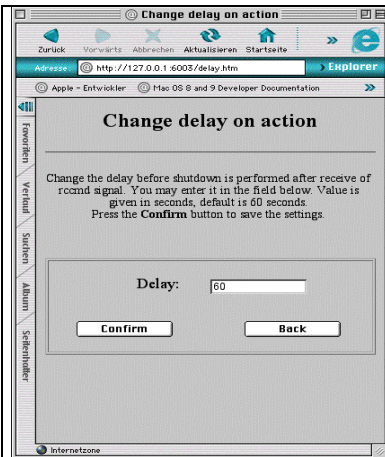 Change delay on action
Zurück Vorwärts Abbrechen Aktualisieren Startseite »
Adresse: http://127.0.0.1:6003/delay.htm Explorer
Apple - Entwickler Mac OS 8 and 9 Developer Documentation »
Favoriten
Verlauf
Suchen
Album
Seitenhalter
Change delay on action
Change the delay before shutdown is performed after receive of
rccmd signal. You may enter it in the field below. Value is
given in seconds, default is 60 seconds.
Press the Confirm button to save the settings.
Delay: 60
Confirm Back
Internetzone